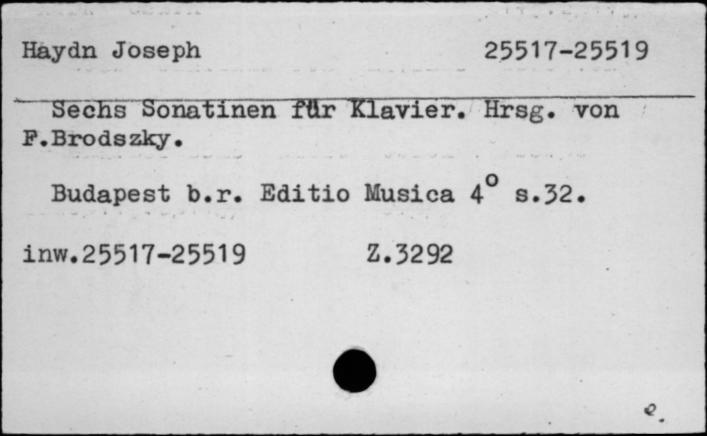 Haydn Joseph 25517-25519
Sechs Sonatinen für Klavier. Hrsg. von
F.Brodszky.
Budapest b.r. Editio Musica 4° s.32.
inw.25517-25519 Z.3292
e.